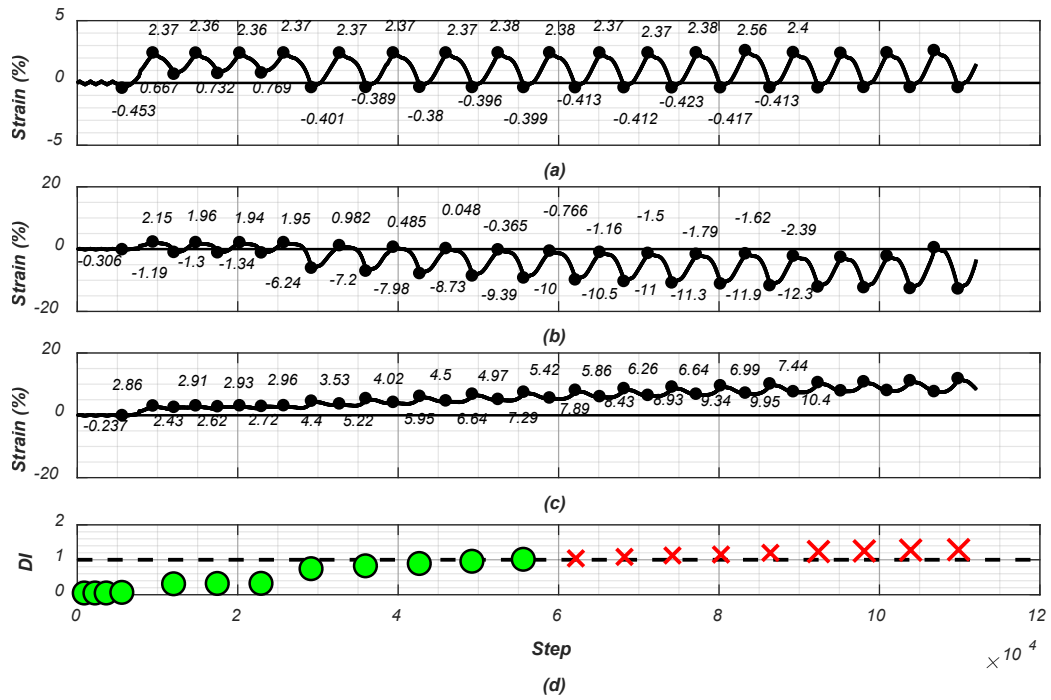 5
2.37 2.36 2.36 2.37 2.37 2.37 2.37 2.38 2.38 2.37 2.37 2.38 2.56 2.4
Strain (%)
0
0.667 0.732 0.769 -0.389 -0.396 -0.413 -0.423 -0.413
-0.453 -0.401 -0.38 -0.399 -0.412 -0.417
-5
(a)
20
2.15 1.96 1.94 1.95 0.982 0.485 0.048 -0.365 -0.766 -1.16 -1.5 -1.79 -1.62 -2.39
Strain (%)
0
-0.306 -1.19 -1.3 -1.34 -6.24 -7.2 -7.98 -8.73 -9.39 -10 -10.5 -11 -11.3 -11.9 -12.3
-20
(b)
20
2.86 2.91 2.93 2.96 3.53 4.02 4.5 4.97 5.42 5.86 6.26 6.64 6.99 7.44
Strain (%)
0
-0.237 2.43 2.62 2.72 4.4 5.22 5.95 6.64 7.29 7.89 8.43 8.93 9.34 9.95 10.4
-20
(c)
2
DI
1
0
0 2 4 6 8 10 12
Step
× 10 4
(d)